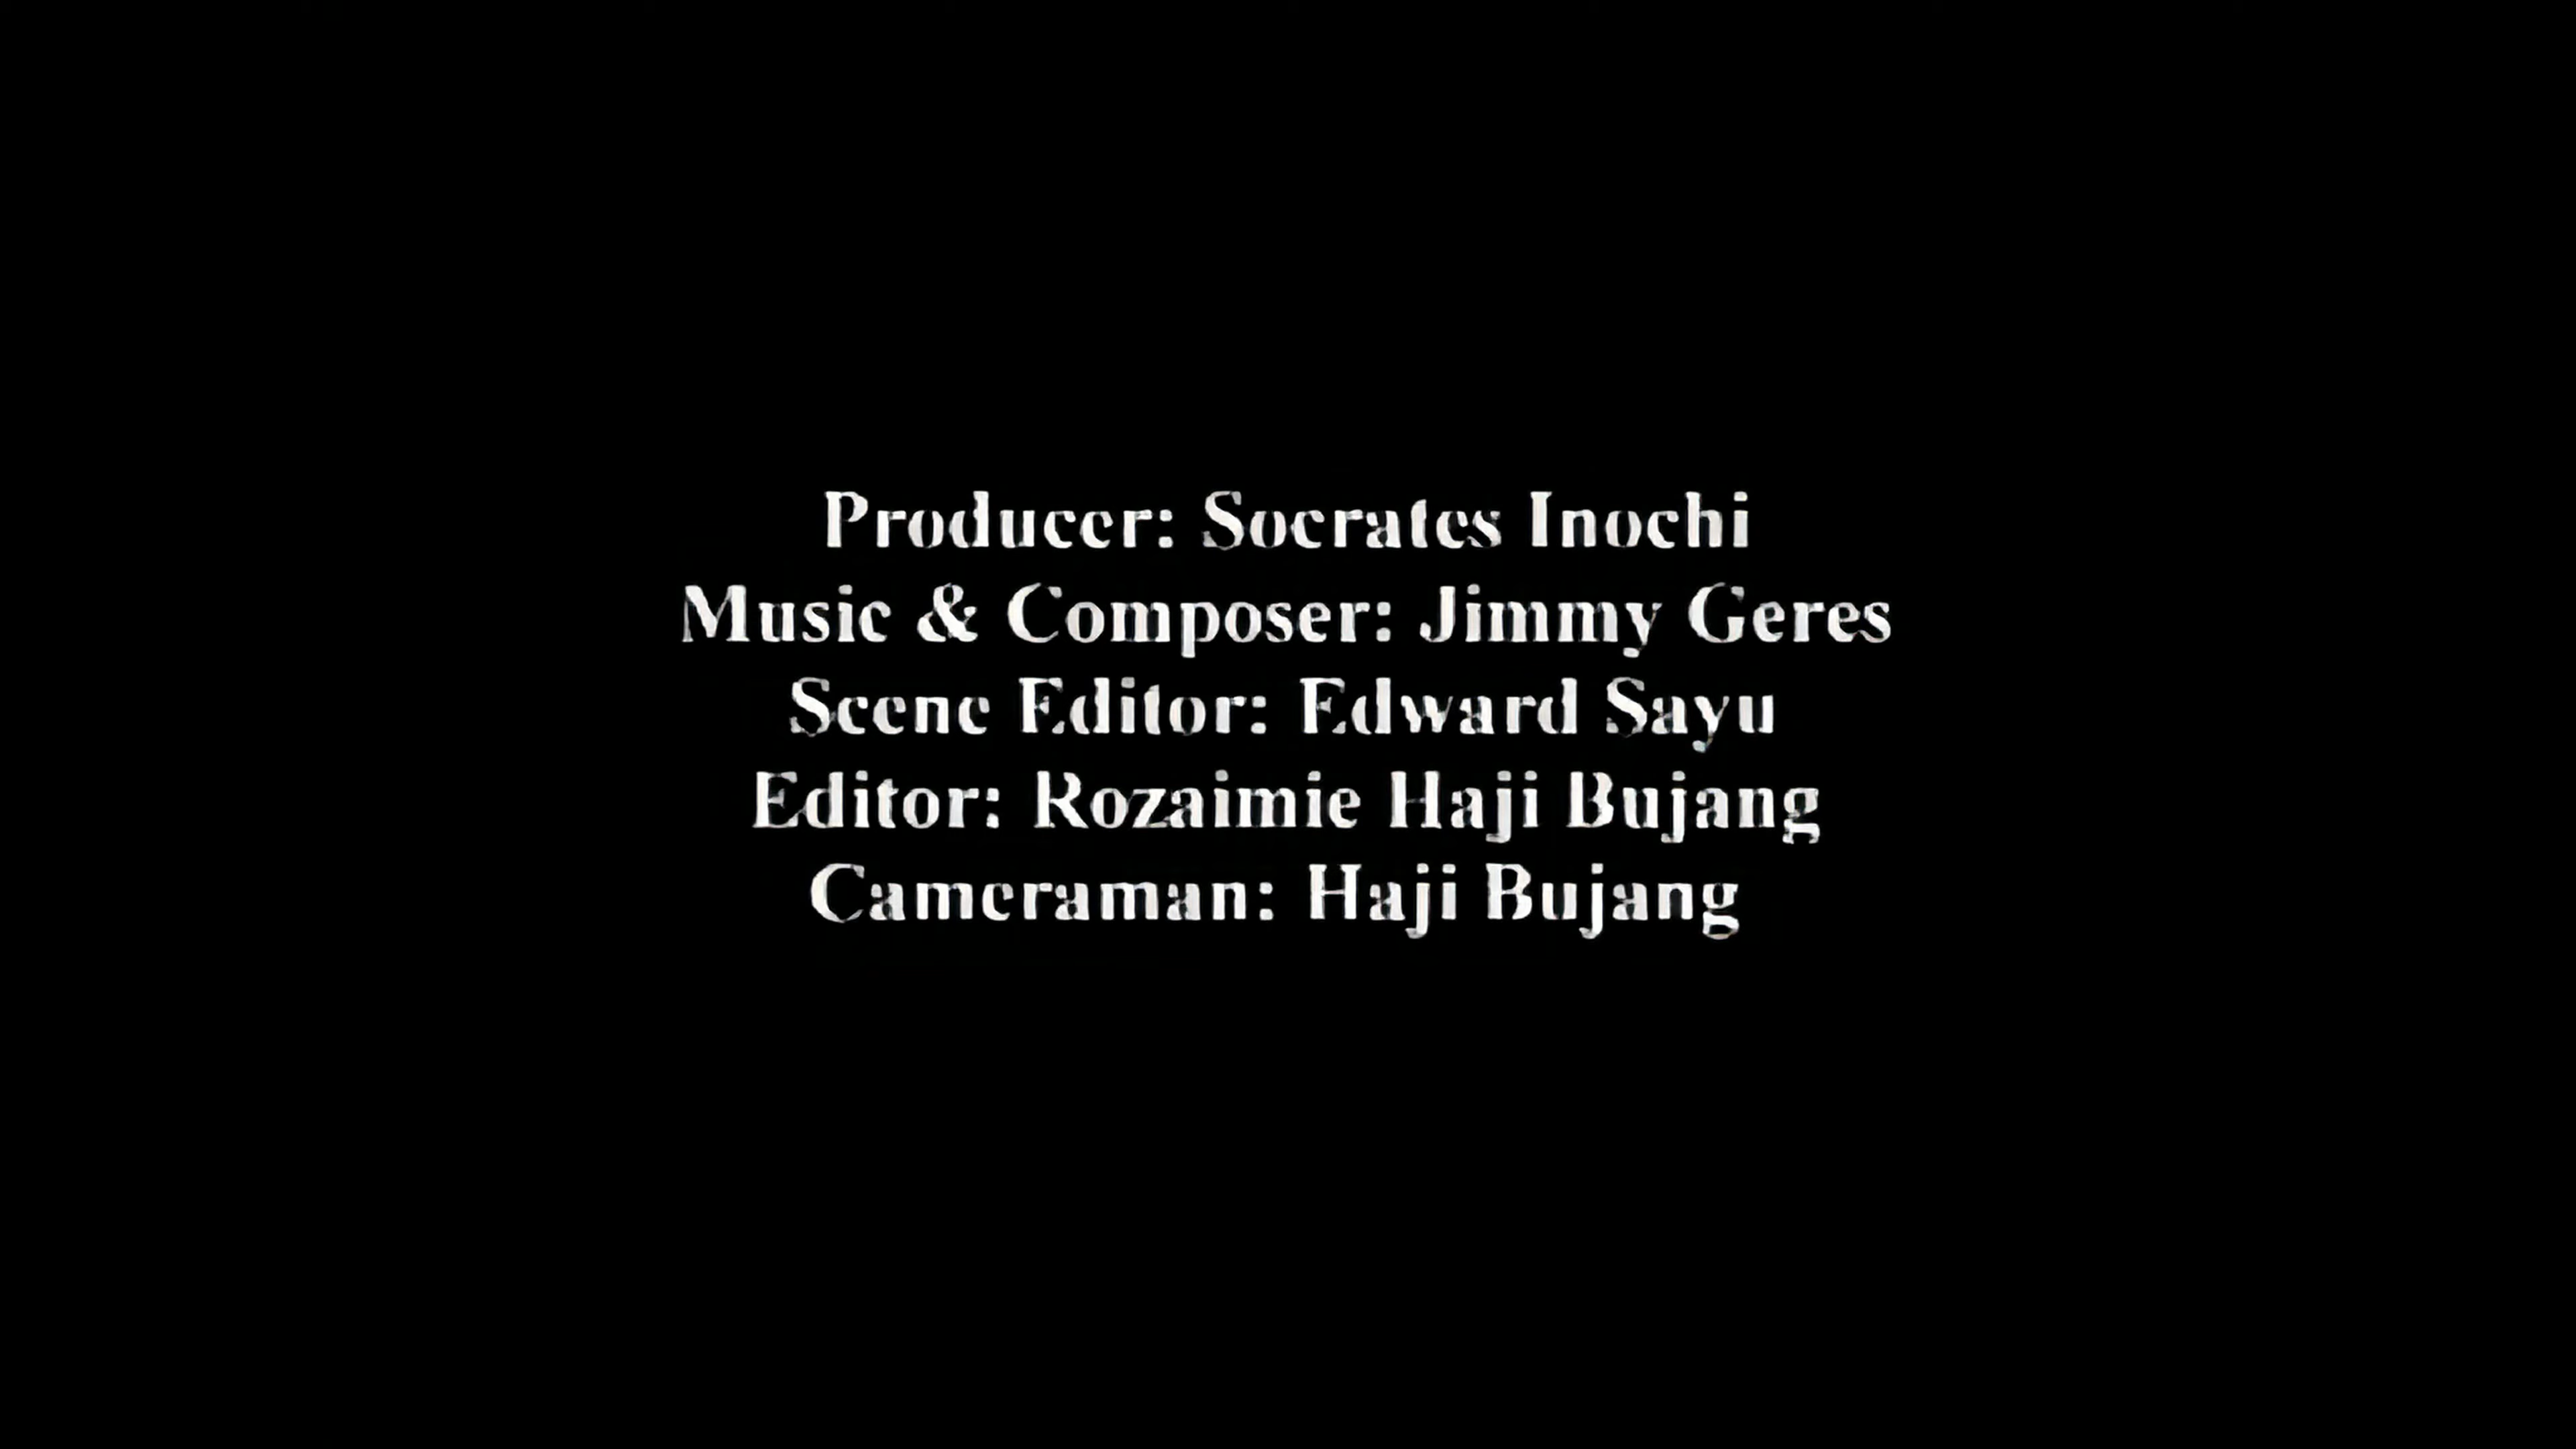 Producer: Socrates Inochi
Music & Composer: Jimmy Geres
Scene Editor: Edward Sayu
Editor: Rozaimie Haji Bujang
Cameraman: Haji Bujang